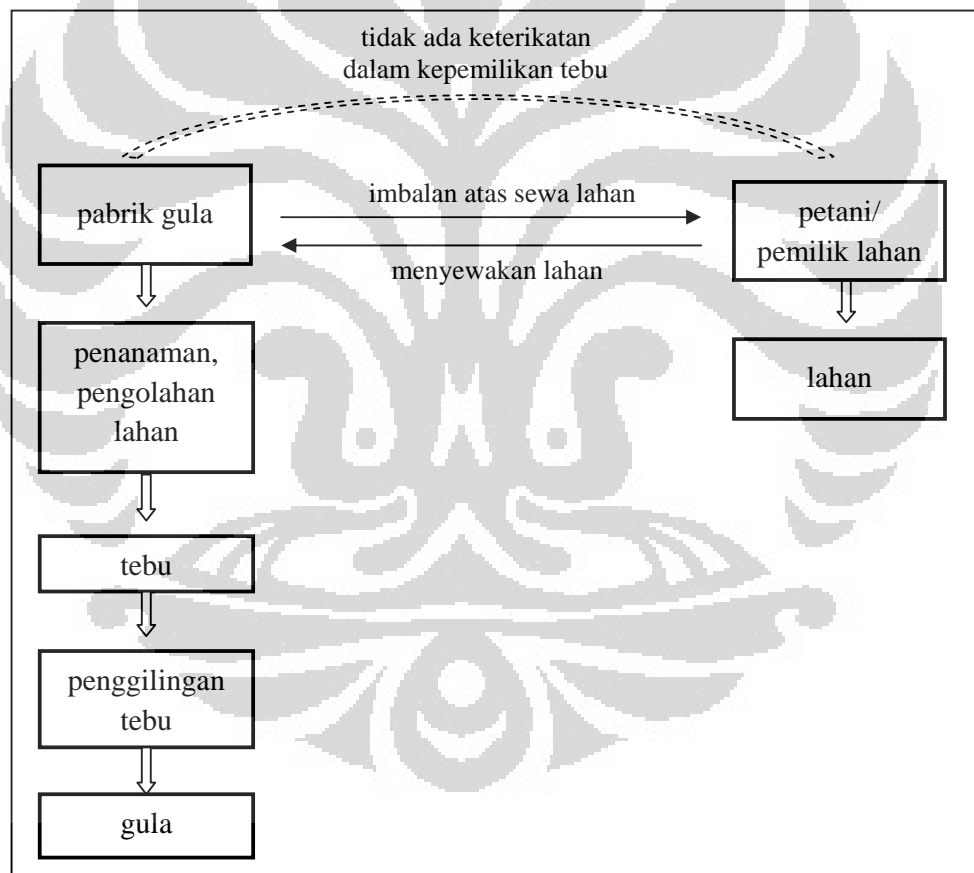 tidak ada keterikatan
dalam kepemilikan tebu
pabrik gula
imbalan atas sewa lahan
menyewakan lahan
petani/
pemilik lahan
penanaman,
pengolahan
lahan
lahan
tebu
penggilingan
tebu
gula